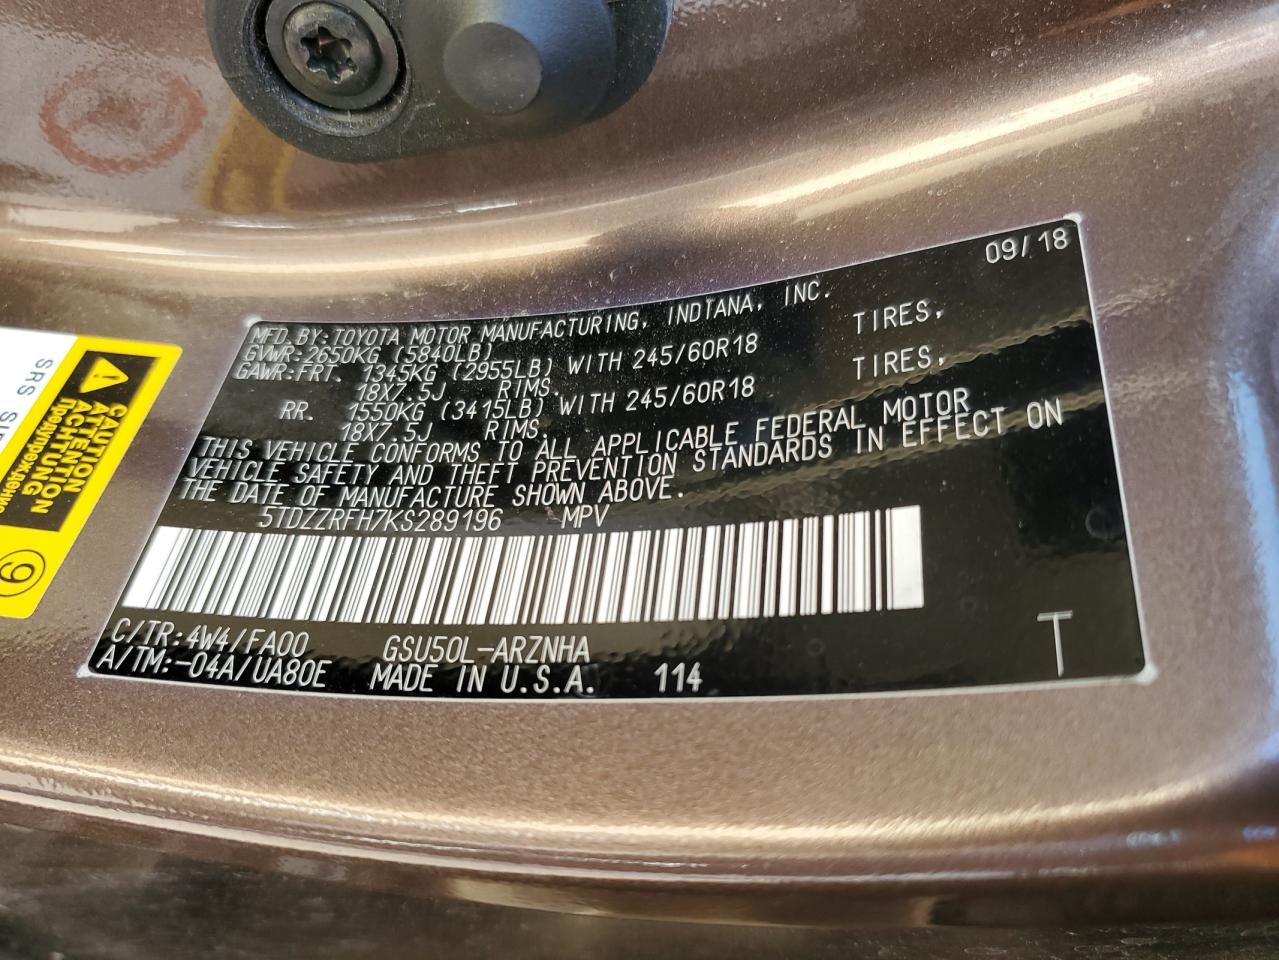 09/18
MFD.BY:TOYOTA MOTOR MANUFACTURING, INDIANA, INC.
GVWR:2650KG (5840LB)
GAWR:FRT. 1345KG (2955LB) WITH 245/60R18 TIRES,
18X7.5J RIMS.
RR. 1550KG (3415LB) WITH 245/60R18 TIRES,
18X7.5J RIMS.
THIS VEHICLE CONFORMS TO ALL APPLICABLE FEDERAL MOTOR
VEHICLE SAFETY AND THEFT PREVENTION STANDARDS IN EFFECT ON
THE DATE OF MANUFACTURE SHOWN ABOVE.
5TDZZRFH7KS289196 MPV
C/TR:4W4/FA00 GSU50L-ARZNHA
A/TM:-04A/UA80E MADE IN U.S.A. 114
T
CAUTION
ATTENTION
ACHTUNG
SRS